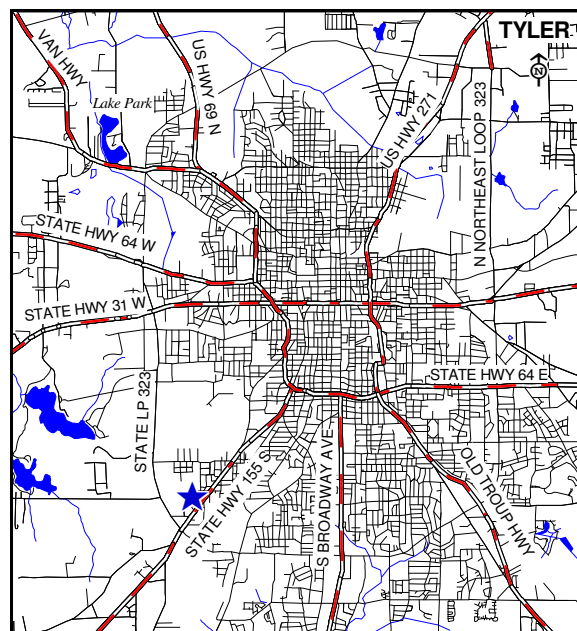 TYLER
VAN HWY
US HWY 69 N
Lake Park
N
US HWY 271
N NORTHEAST LOOP 323
STATE HWY 64 W
STATE HWY 31 W
STATE LP 323
STATE HWY 64 E
STATE HWY 155 S
S BROADWAY AVE
OLD TROUP HWY